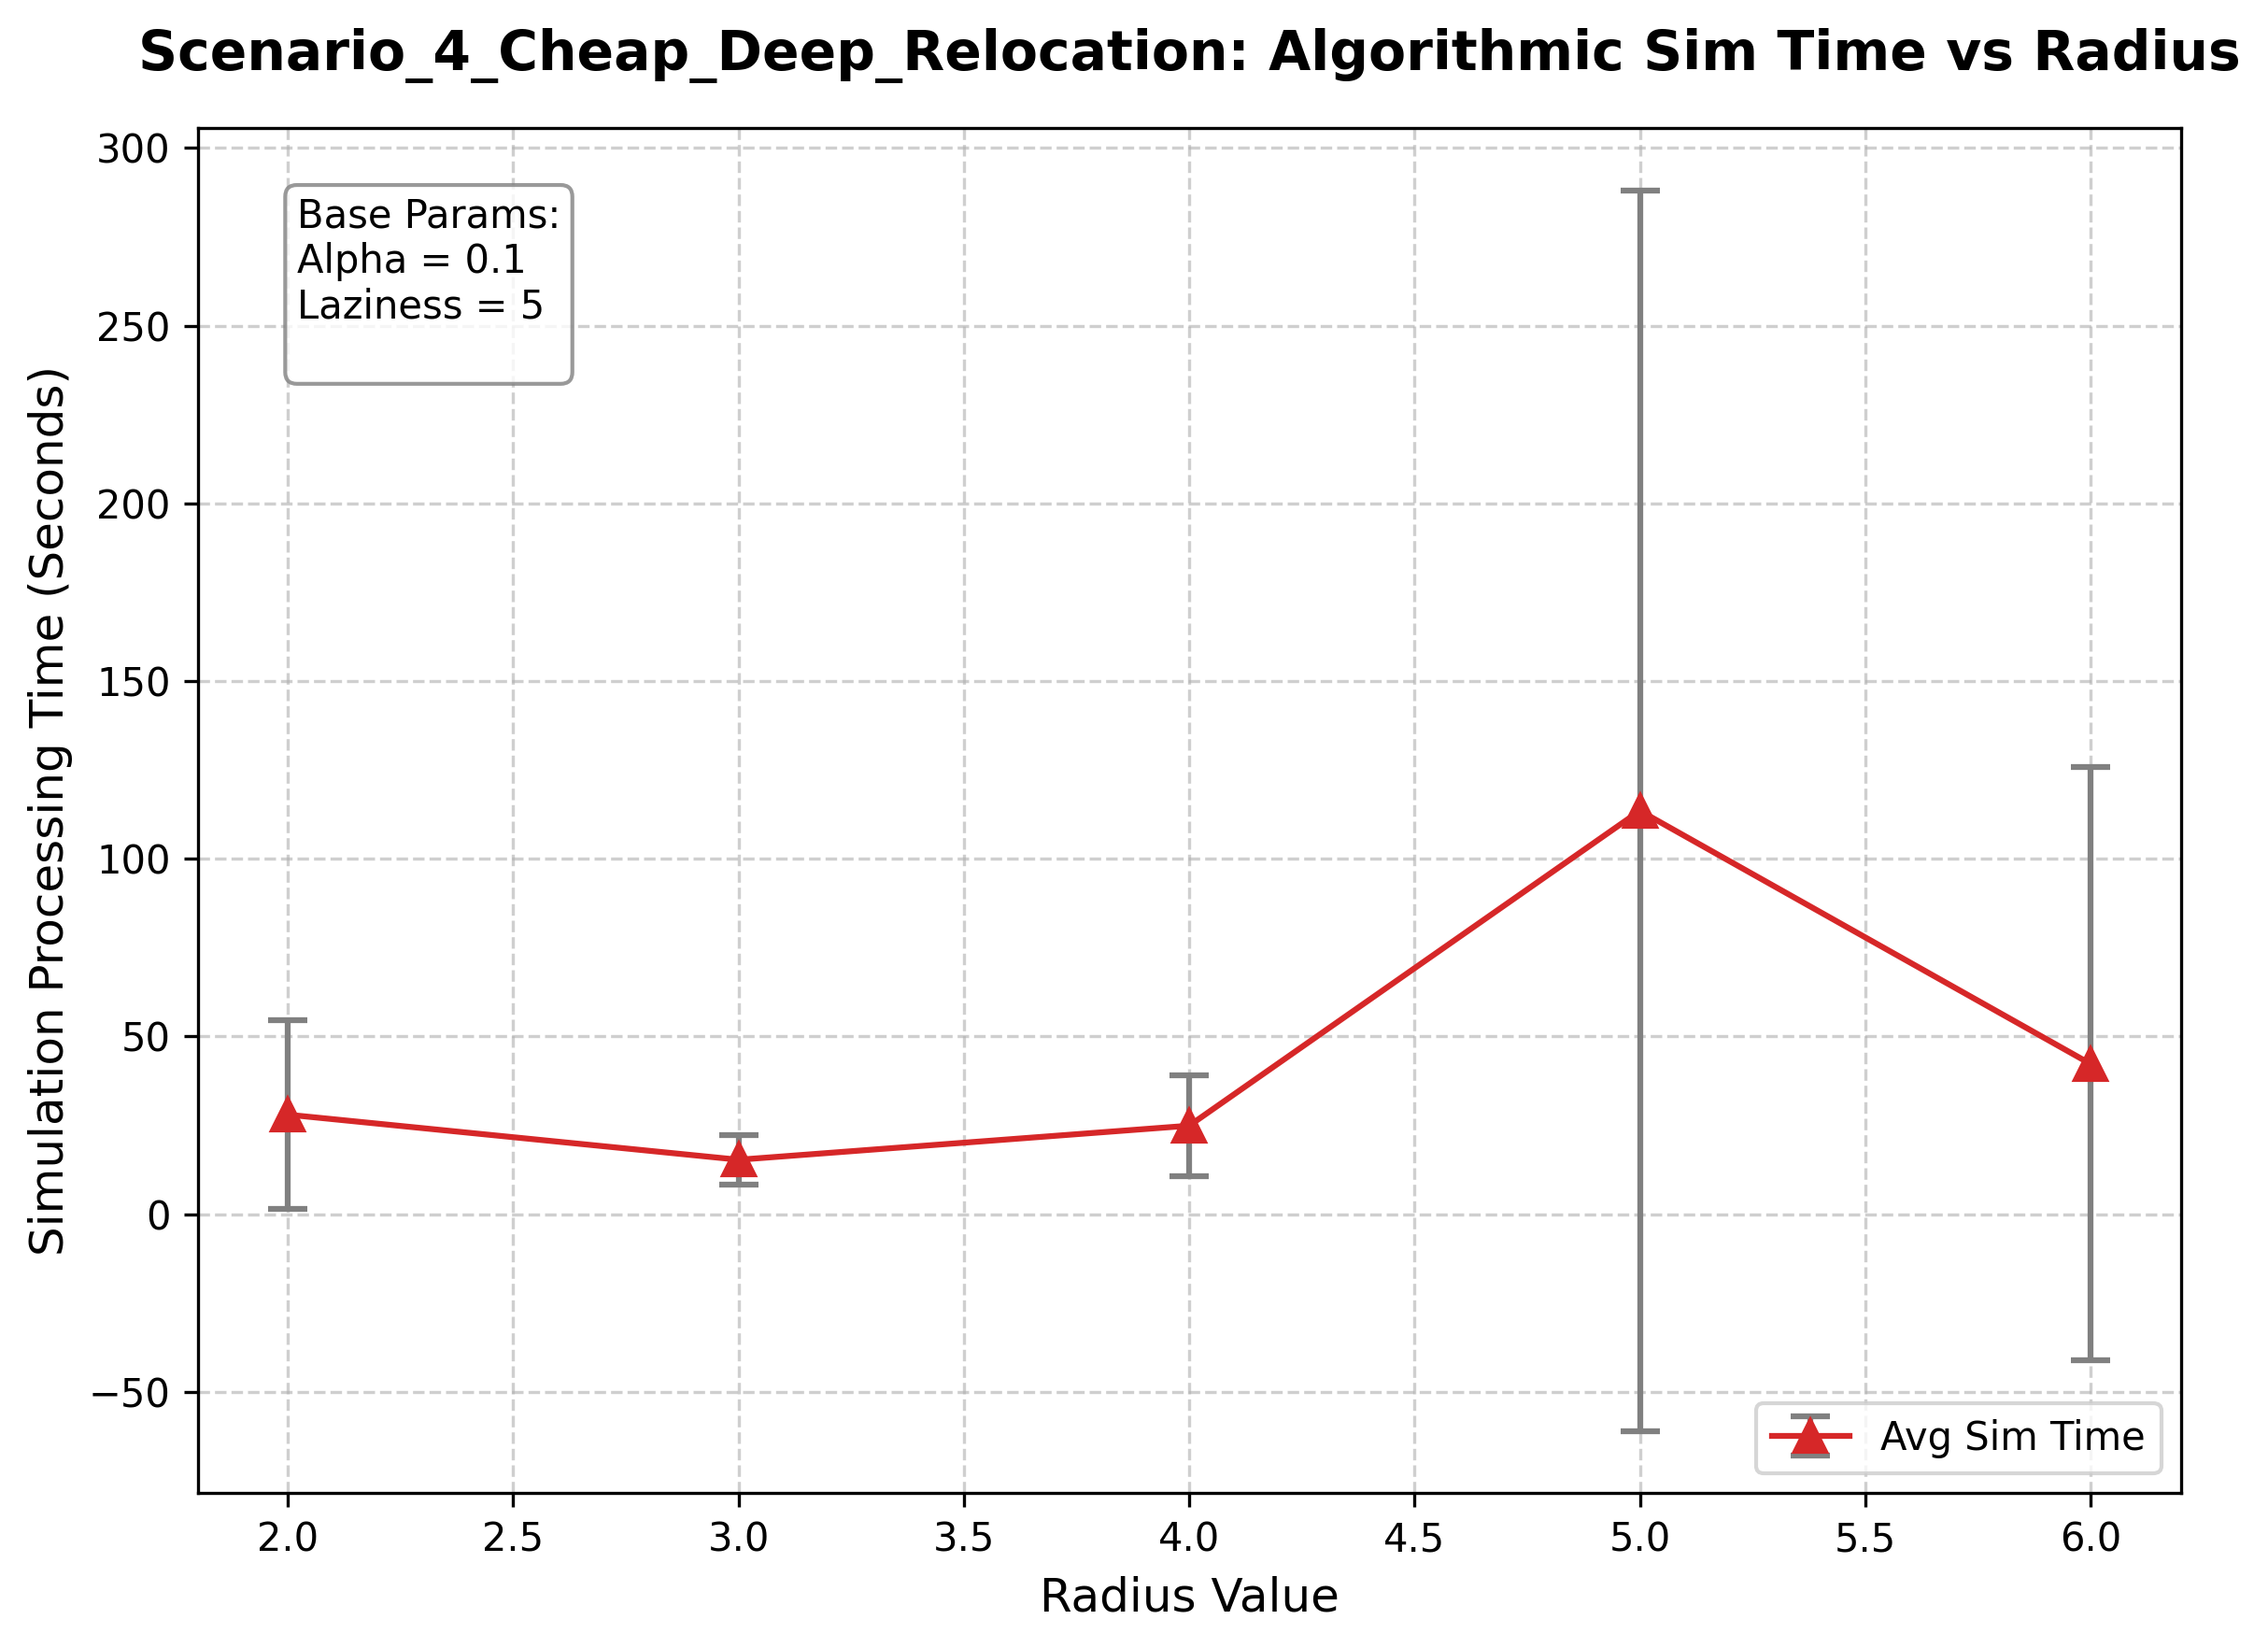 Scenario_4_Cheap_Deep_Relocation: Algorithmic Sim Time vs Radius
Simulation Processing Time (Seconds)
300
250
200
150
100
50
0
−50
Base Params:
Alpha = 0.1
Laziness = 5
Avg Sim Time
2.0 2.5 3.0 3.5 4.0 4.5 5.0 5.5 6.0
Radius Value